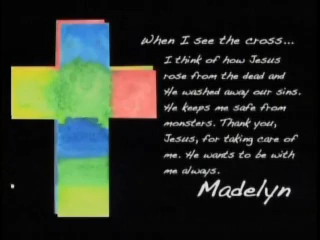 When I see the cross...
I think of how Jesus
rose from the dead and
He washed away our sins.
He keeps me safe from
monsters. Thank you,
Jesus, for taking care of
me. He wants to be with
me always.
Madelyn